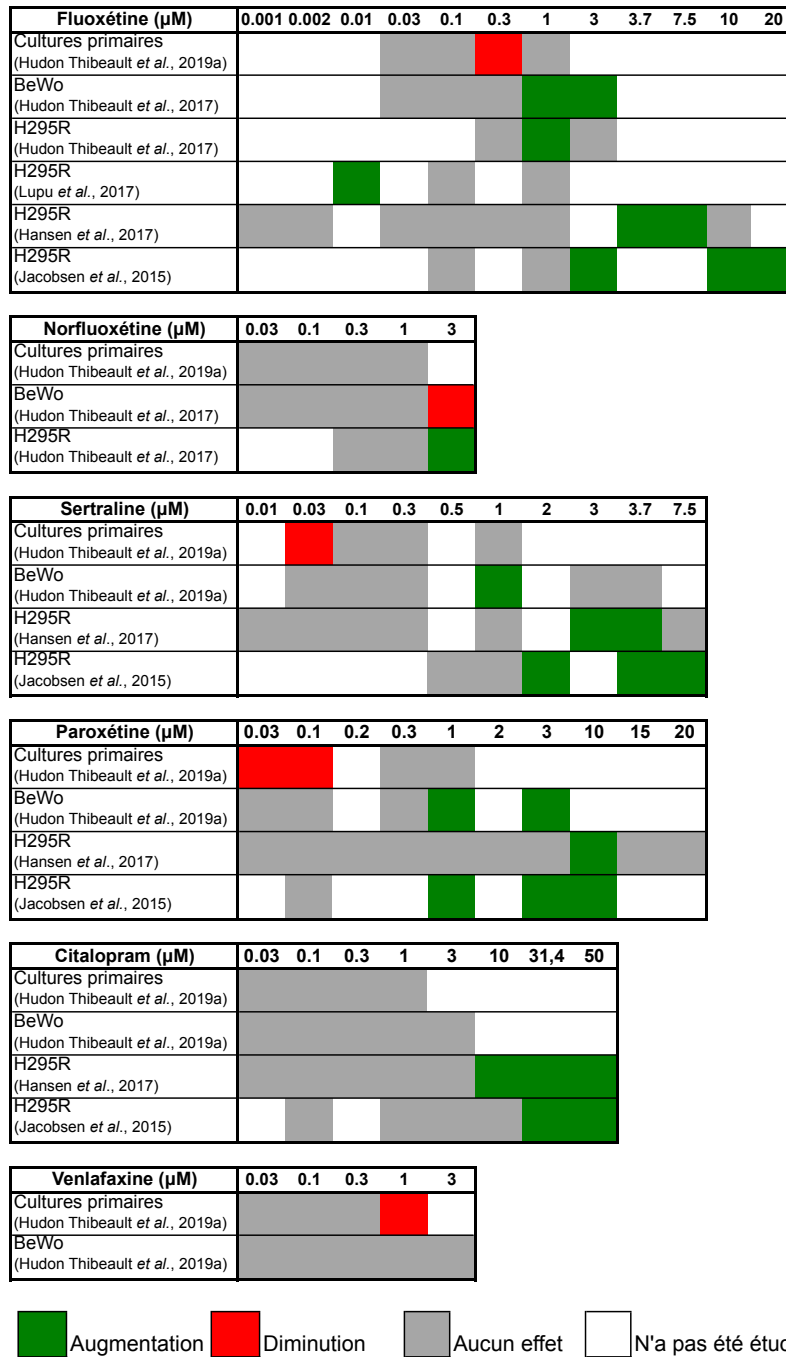 Fluoxétine (µM) 0.001 0.002 0.01 0.03 0.1 0.3 1 3 3.7 7.5 10 20
Cultures primaires
(Hudon Thibeault et al., 2019a)
BeWo
(Hudon Thibeault et al., 2017)
H295R
(Hudon Thibeault et al., 2017)
H295R
(Lupu et al., 2017)
H295R
(Hansen et al., 2017)
H295R
(Jacobsen et al., 2015)
Norfluoxétine (µM) 0.03 0.1 0.3 1 3
Cultures primaires
(Hudon Thibeault et al., 2019a)
BeWo
(Hudon Thibeault et al., 2017)
H295R
(Hudon Thibeault et al., 2017)
Sertraline (µM) 0.01 0.03 0.1 0.3 0.5 1 2 3 3.7 7.5
Cultures primaires
(Hudon Thibeault et al., 2019a)
BeWo
(Hudon Thibeault et al., 2019a)
H295R
(Hansen et al., 2017)
H295R
(Jacobsen et al., 2015)
Paroxétine (µM) 0.03 0.1 0.2 0.3 1 2 3 10 15 20
Cultures primaires
(Hudon Thibeault et al., 2019a)
BeWo
(Hudon Thibeault et al., 2019a)
H295R
(Hansen et al., 2017)
H295R
(Jacobsen et al., 2015)
Citalopram (µM) 0.03 0.1 0.3 1 3 10 31,4 50
Cultures primaires
(Hudon Thibeault et al., 2019a)
BeWo
(Hudon Thibeault et al., 2019a)
H295R
(Hansen et al., 2017)
H295R
(Jacobsen et al., 2015)
Venlafaxine (µM) 0.03 0.1 0.3 1 3
Cultures primaires
(Hudon Thibeault et al., 2019a)
BeWo
(Hudon Thibeault et al., 2019a)
Augmentation Diminution Aucun effet N'a pas été étud